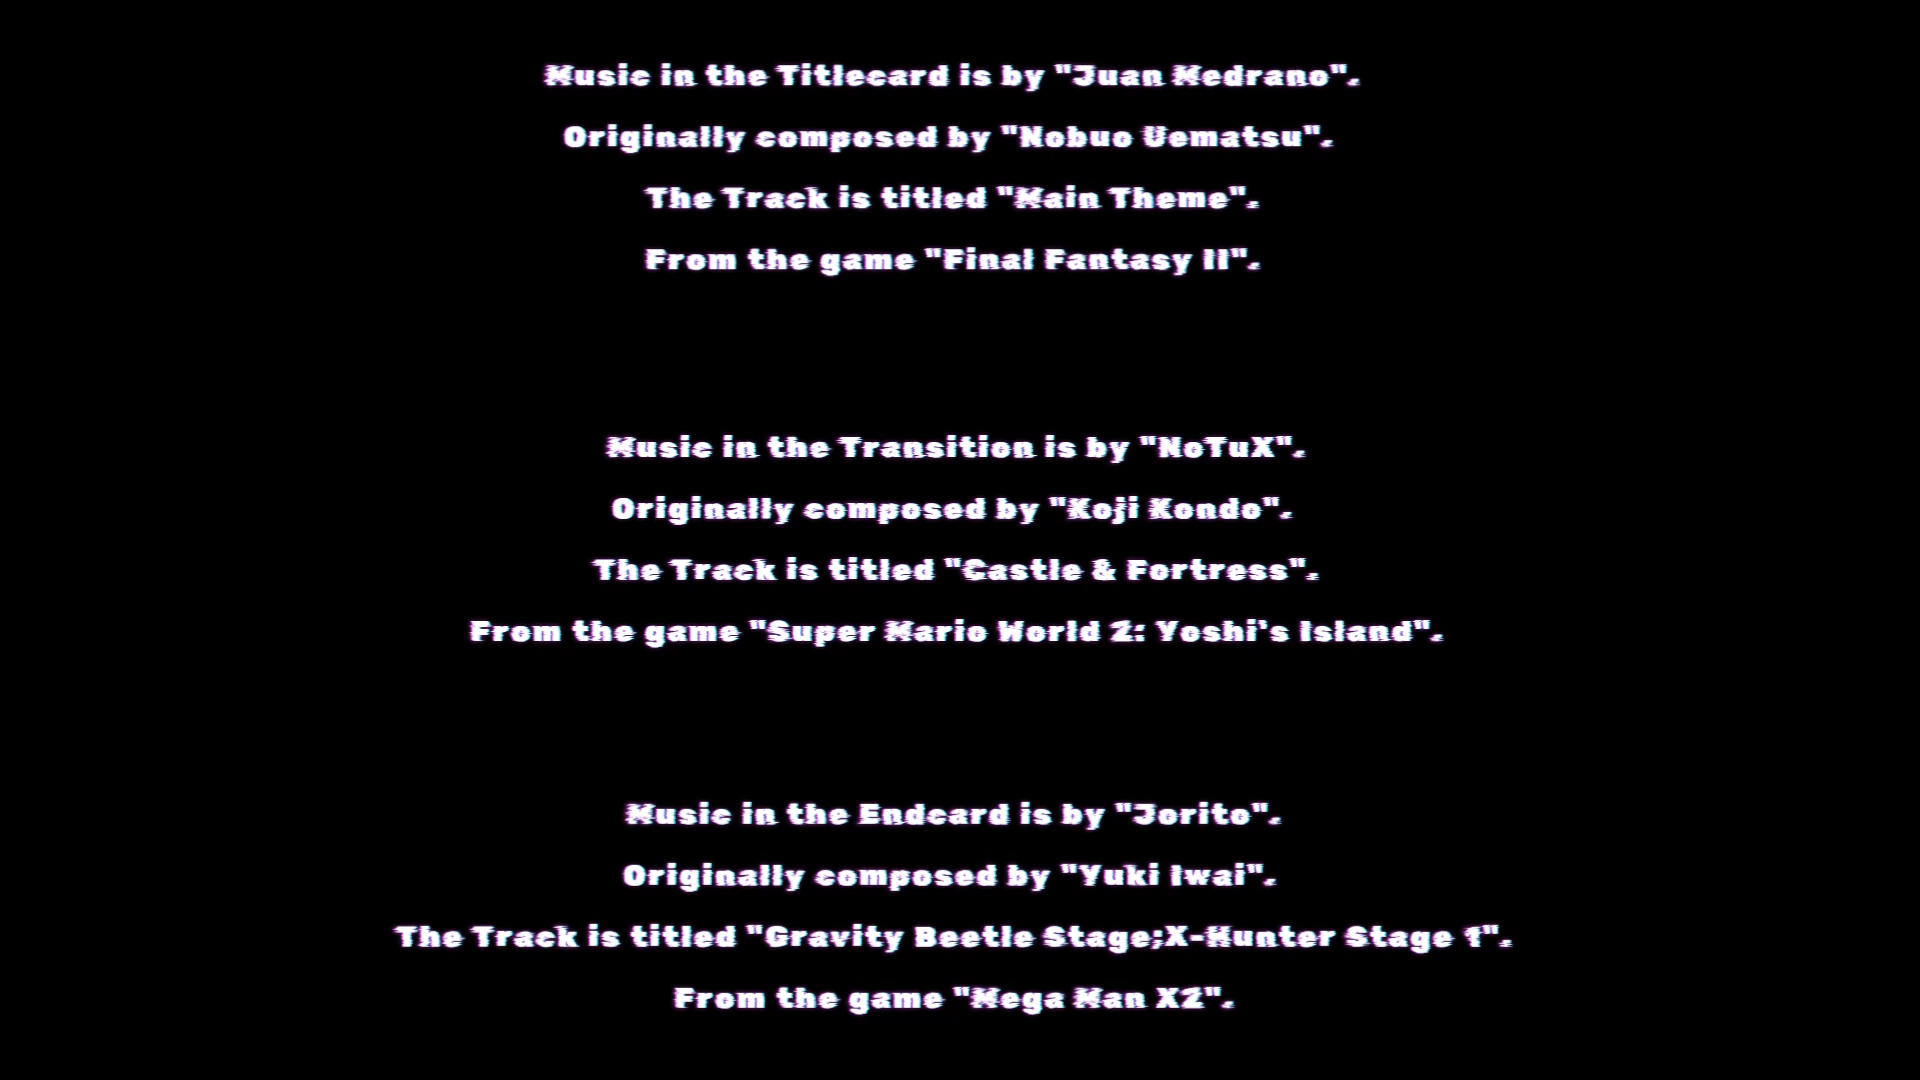 Music in the Titlecard is by "Juan Medrano".
Originally composed by "Nobuo Uematsu".
The Track is titled "Main Theme".
From the game "Final Fantasy II".
Music in the Transition is by "NoTuX".
Originally composed by "Koji Kondo".
The Track is titled "Castle & Fortress".
From the game "Super Mario World 2: Yoshi's Island".
Music in the Endcard is by "Jorito".
Originally composed by "Yuki Iwai".
The Track is titled "Gravity Beetle Stage;X-Hunter Stage 1".
From the game "Mega Man X2".